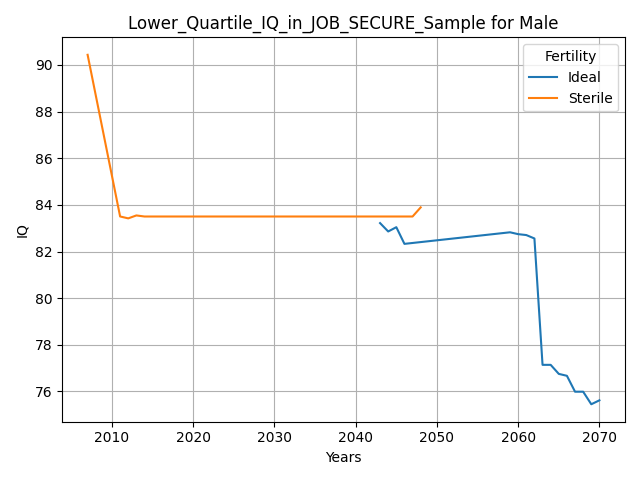 Lower_Quartile_IQ_in_JOB_SECURE_Sample for Male
Fertility
Ideal
Sterile
90
88
86
84
82
80
78
76
IQ
2010 2020 2030 2040 2050 2060 2070
Years